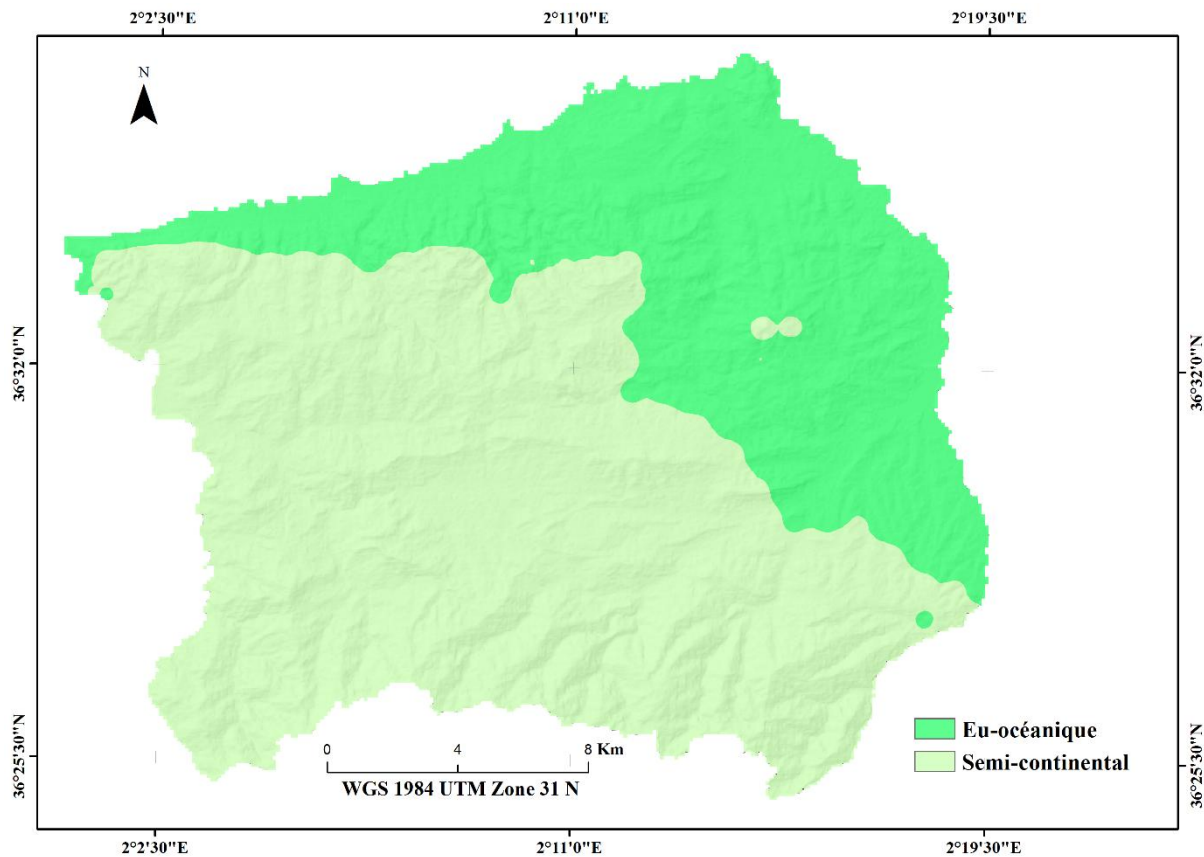 2°2'30"E
2°11'0"E
2°19'30"E
N
36°32'0"N
36°32'0"N
Eu-océanique
Semi-continental
36°25'30"N
36°25'30"N
0 4 8 Km
WGS 1984 UTM Zone 31 N
2°2'30"E
2°11'0"E
2°19'30"E